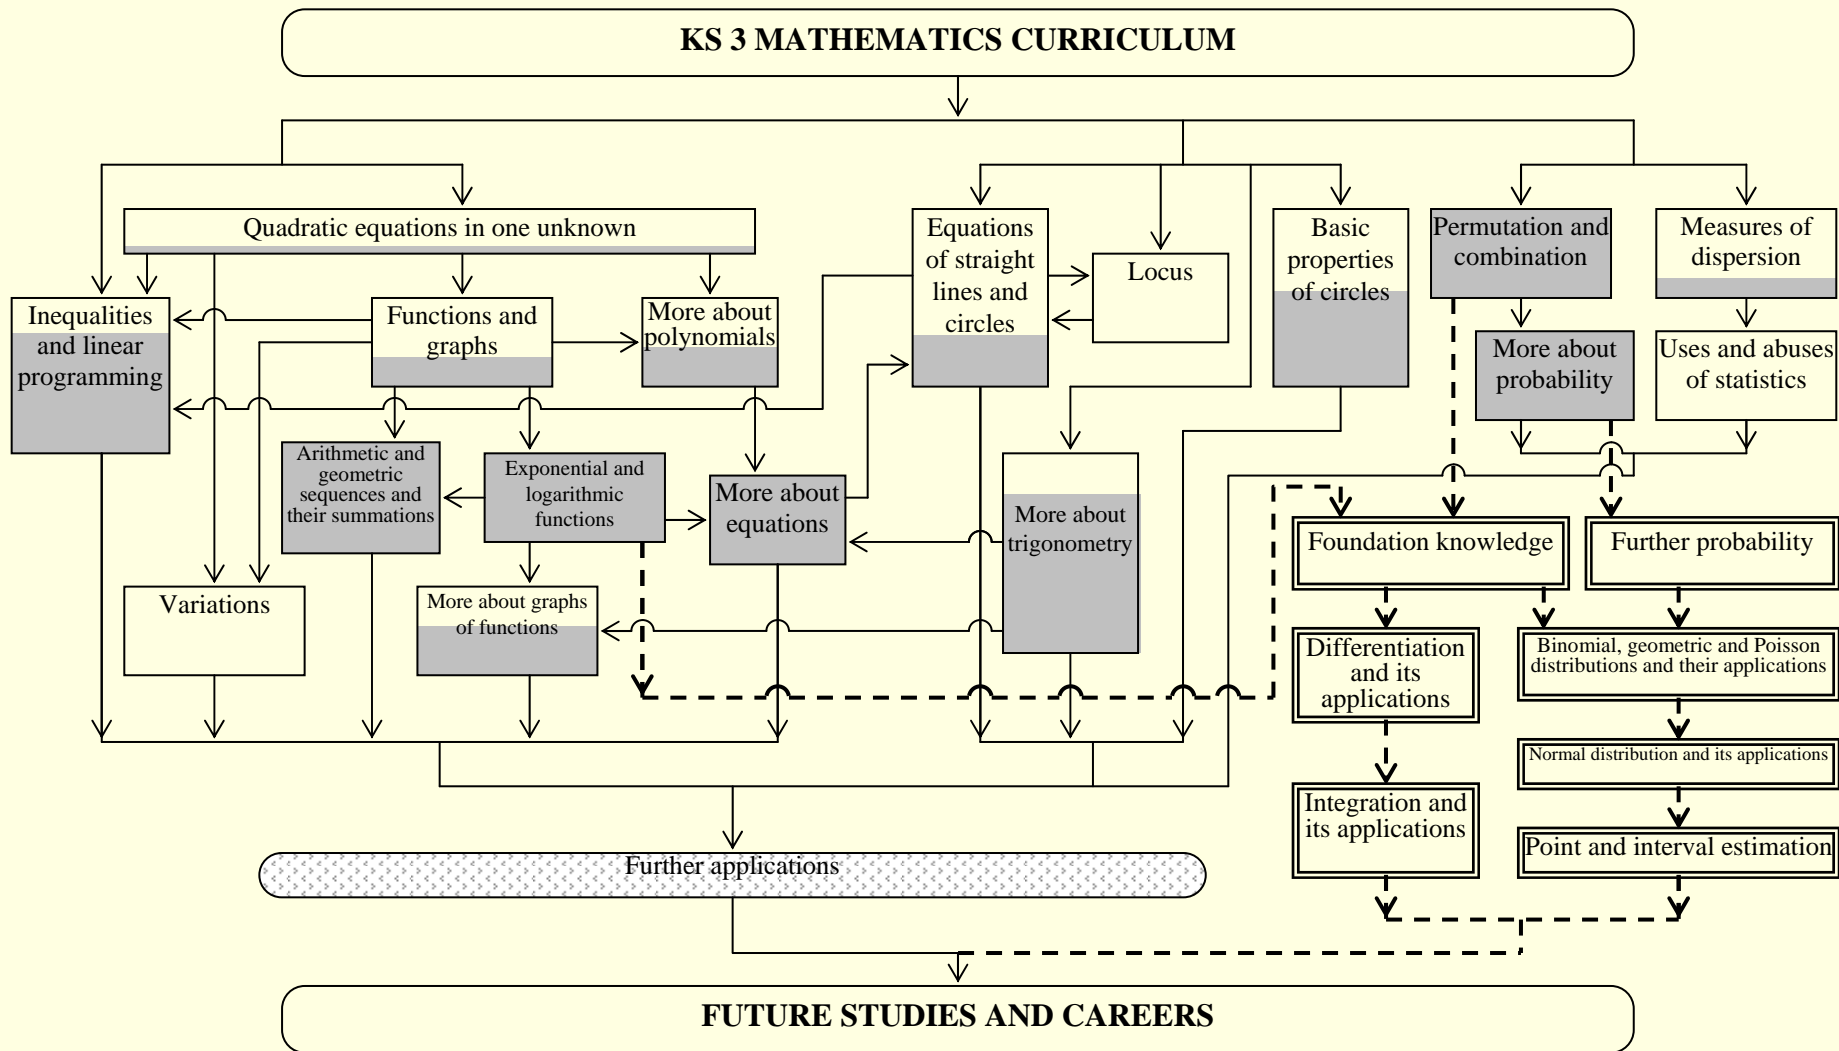 KS 3 MATHEMATICS CURRICULUM
Quadratic equations in one unknown
Equations
of straight
lines and
circles
Locus
Basic
properties
of circles
Permutation and
combination
Measures of
dispersion
Inequalities
and linear
programming
Functions and
graphs
More about
polynomials
More about
probability
Uses and abuses
of statistics
Arithmetic and
geometric
sequences and
their summations
Exponential and
logarithmic
functions
More about
equations
More about
trigonometry
Foundation knowledge
Further probability
Variations
More about graphs
of functions
Differentiation
and its
applications
Binomial, geometric and Poisson
distributions and their applications
Normal distribution and its applications
Integration and
its applications
Point and interval estimation
Further applications
FUTURE STUDIES AND CAREERS